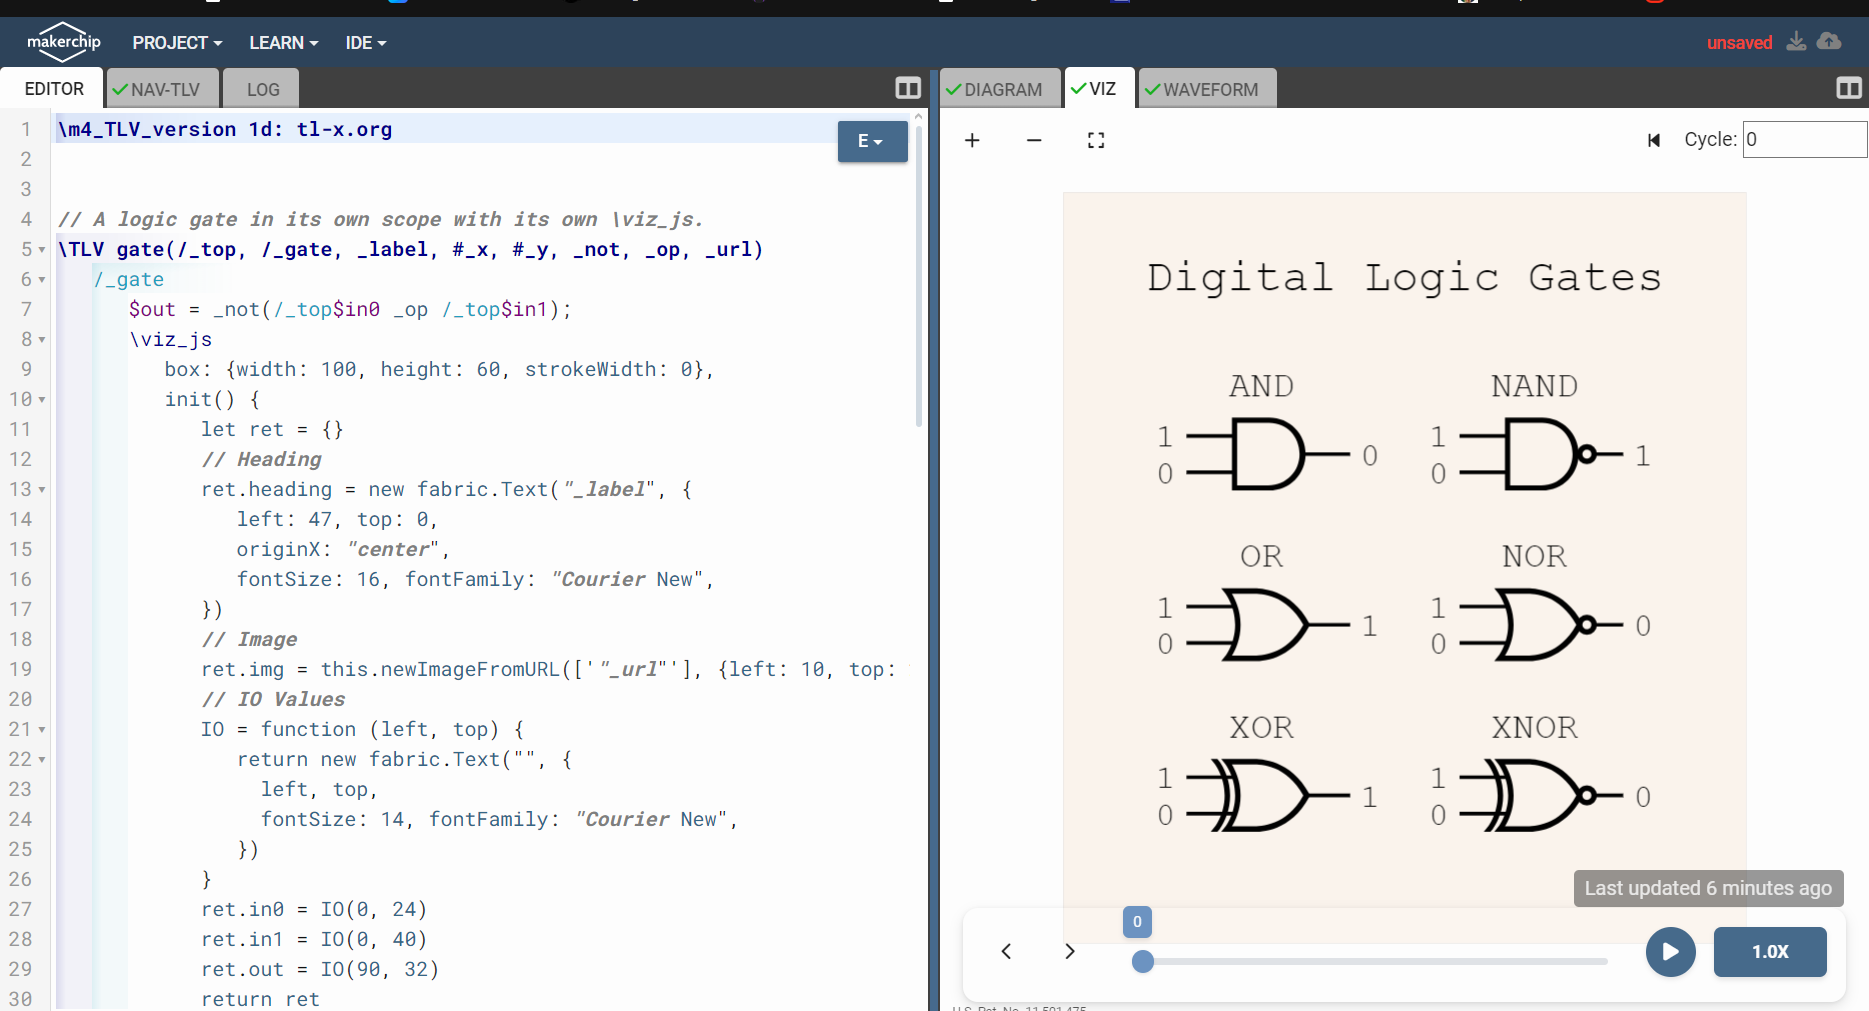 makerchip PROJECT LEARN IDE unsaved
EDITOR NAV-TLV LOG DIAGRAM VIZ WAVEFORM
E
Cycle: 0
1 \m4_TLV_version 1d: tl-x.org
2
3
4 // A logic gate in its own scope with its own \viz_js.
5 \TLV gate(/_top, /_gate, _label, #_x, #_y, _not, _op, _url)
6 /_gate
7 $out = _not(/_top$in0 _op /_top$in1);
8 \viz_js
9 box: {width: 100, height: 60, strokeWidth: 0},
10 init() {
11 let ret = {}
12 // Heading
13 ret.heading = new fabric.Text("_label", {
14 left: 47, top: 0,
15 originX: "center",
16 fontSize: 16, fontFamily: "Courier New",
17 })
18 // Image
19 ret.img = this.newImageFromURL(['"_url"'], {left: 10, top:
20 // IO Values
21 IO = function (left, top) {
22 return new fabric.Text("", {
23 left, top,
24 fontSize: 14, fontFamily: "Courier New",
25 })
26 }
27 ret.in0 = IO(0, 24)
28 ret.in1 = IO(0, 40)
29 ret.out = IO(90, 32)
30 return ret
Digital Logic Gates
AND NAND
1 1
0 1
0 0
OR NOR
1 1
1 0
0 0
XOR XNOR
1 1
1 0
0 0
Last updated 6 minutes ago
0
1.0X